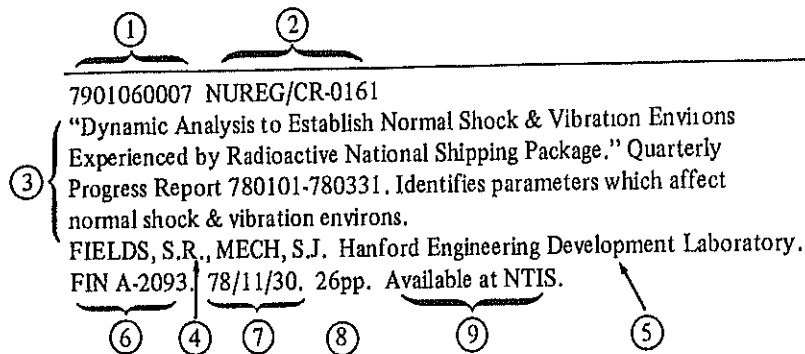 ① ②
7901060007 NUREG/CR-0161
“Dynamic Analysis to Establish Normal Shock & Vibration Environs
Experienced by Radioactive National Shipping Package.” Quarterly
③ Progress Report 780101-780331. Identifies parameters which affect
normal shock & vibration environs.
FIELDS, S.R., MECH, S.J. Hanford Engineering Development Laboratory.
FIN A-2093. 78/11/30. 26pp. Available at NTIS.
⑥ ④ ⑦ ⑧ ⑨ ⑤